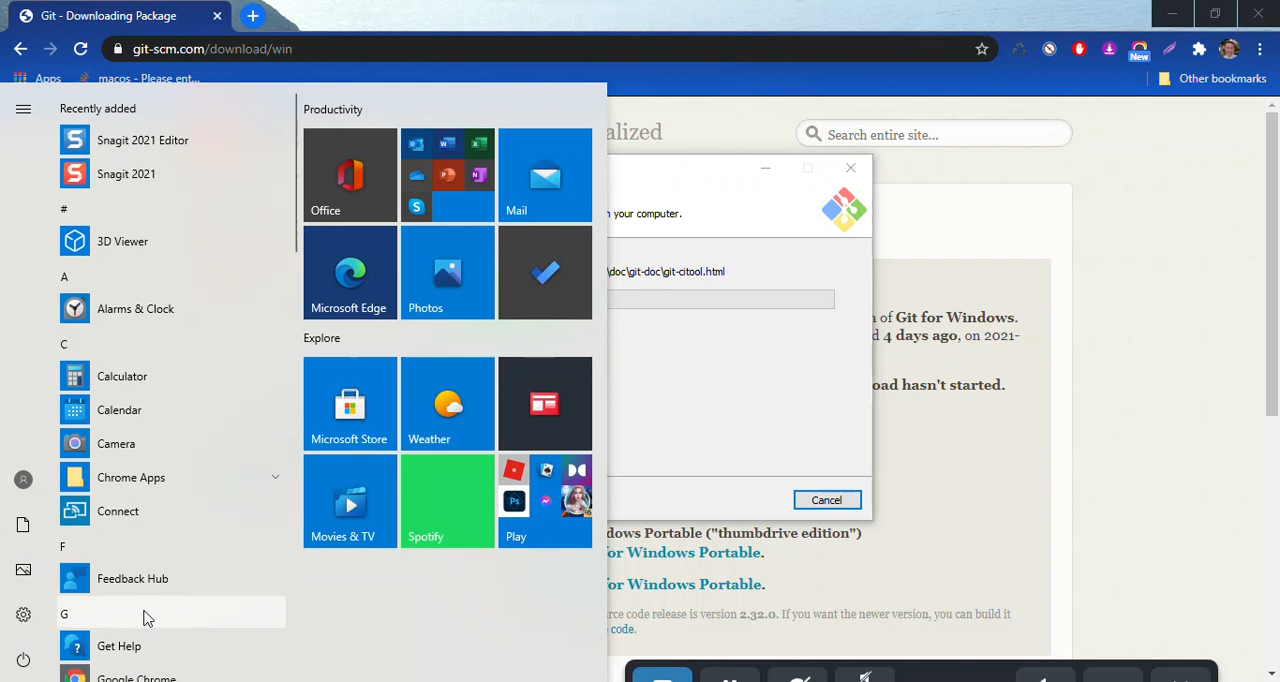 Git - Downloading Package
git-scm.com/download/win
New
Apps
macos - Please ent...
Other bookmarks
Recently added
Snagit 2021 Editor
Snagit 2021
#
3D Viewer
A
Alarms & Clock
C
Calculator
Calendar
Camera
Chrome Apps
Connect
F
Feedback Hub
G
Get Help
Google Chrome
Productivity
Office
Mail
Microsoft Edge
Photos
Explore
Microsoft Store
Weather
Movies & TV
Spotify
Play
alized
Search entire site...
your computer.
\doc\git-doc\git-citool.html
Cancel
of Git for Windows.
4 days ago, on 2021-
oad hasn't started.
dows Portable ("thumbdrive edition")
or Windows Portable.
or Windows Portable.
rce code release is version 2.32.0. If you want the newer version, you can build it
code.